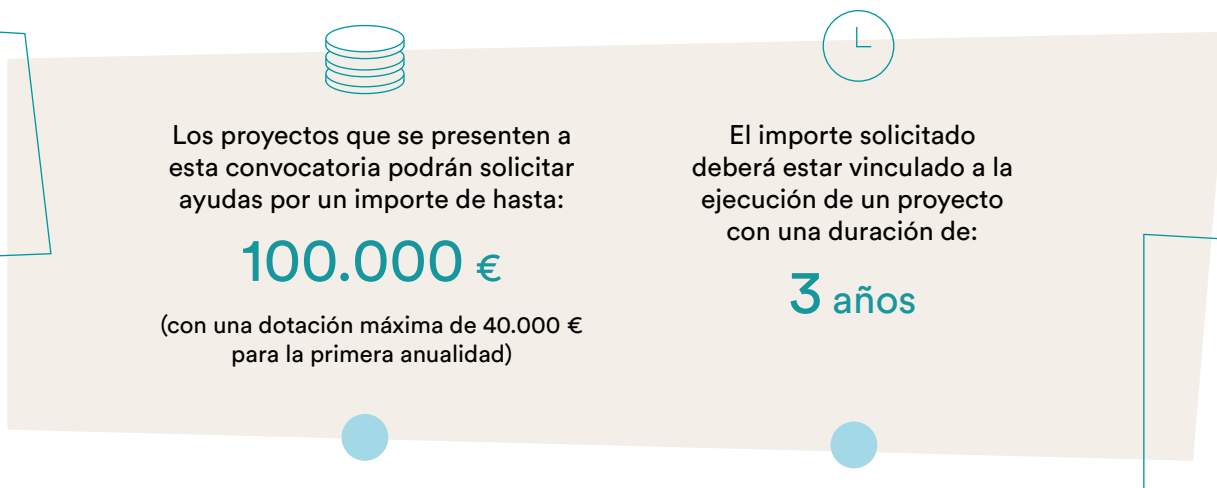 Los proyectos que se presenten a
esta convocatoria podrán solicitar
ayudas por un importe de hasta:
100.000 €
(con una dotación máxima de 40.000 €
para la primera anualidad)
El importe solicitado
deberá estar vinculado a la
ejecución de un proyecto
con una duración de:
3 años